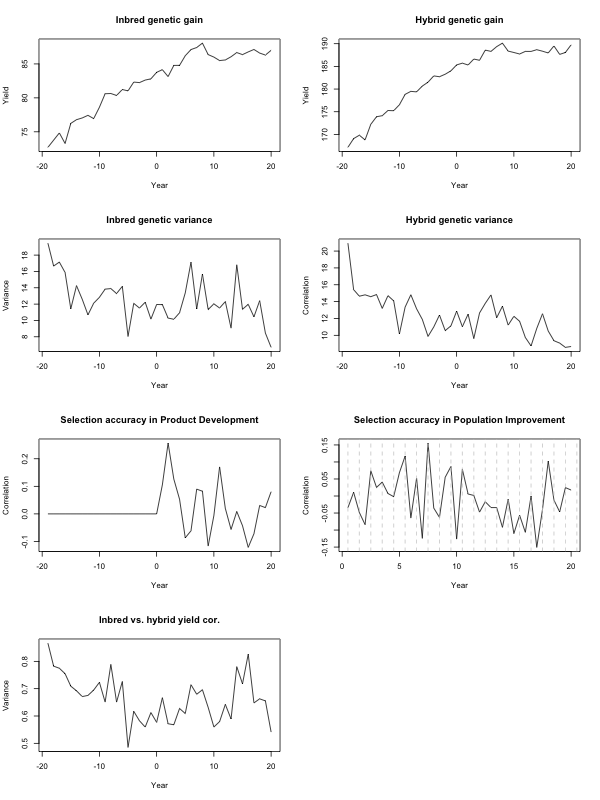 Inbred genetic gain
Yield
75 80 85
-20 -10 0 10 20
Year
Hybrid genetic gain
Yield
170 175 180 185 190
-20 -10 0 10 20
Year
Inbred genetic variance
Variance
8 10 12 14 16 18
-20 -10 0 10 20
Year
Hybrid genetic variance
Correlation
10 12 14 16 18 20
-20 -10 0 10 20
Year
Selection accuracy in Product Development
Correlation
-0.1 0.0 0.1 0.2
-20 -10 0 10 20
Year
Selection accuracy in Population Improvement
Correlation
-0.15 -0.05 0.05 0.15
0 5 10 15 20
Year
Inbred vs. hybrid yield cor.
Variance
0.5 0.6 0.7 0.8
-20 -10 0 10 20
Year